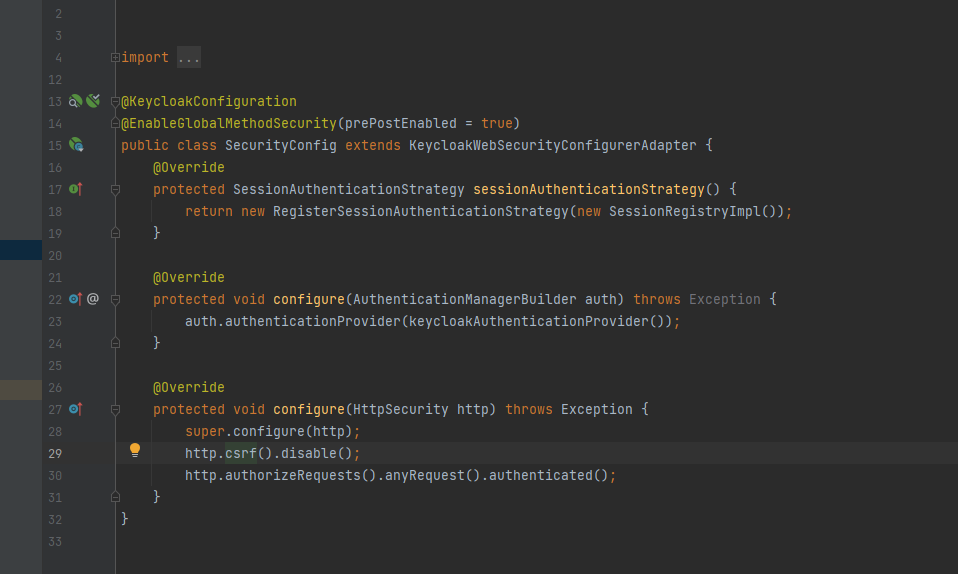 2
3
4 import ...
12
13 @KeycloakConfiguration
14 @EnableGlobalMethodSecurity(prePostEnabled = true)
15 public class SecurityConfig extends KeycloakWebSecurityConfigurerAdapter {
16     @Override
17     protected SessionAuthenticationStrategy sessionAuthenticationStrategy() {
18         return new RegisterSessionAuthenticationStrategy(new SessionRegistryImpl());
19     }
20
21     @Override
22 @    protected void configure(AuthenticationManagerBuilder auth) throws Exception {
23         auth.authenticationProvider(keycloakAuthenticationProvider());
24     }
25
26     @Override
27     protected void configure(HttpSecurity http) throws Exception {
28         super.configure(http);
29         http.csrf().disable();
30         http.authorizeRequests().anyRequest().authenticated();
31     }
32 }
33